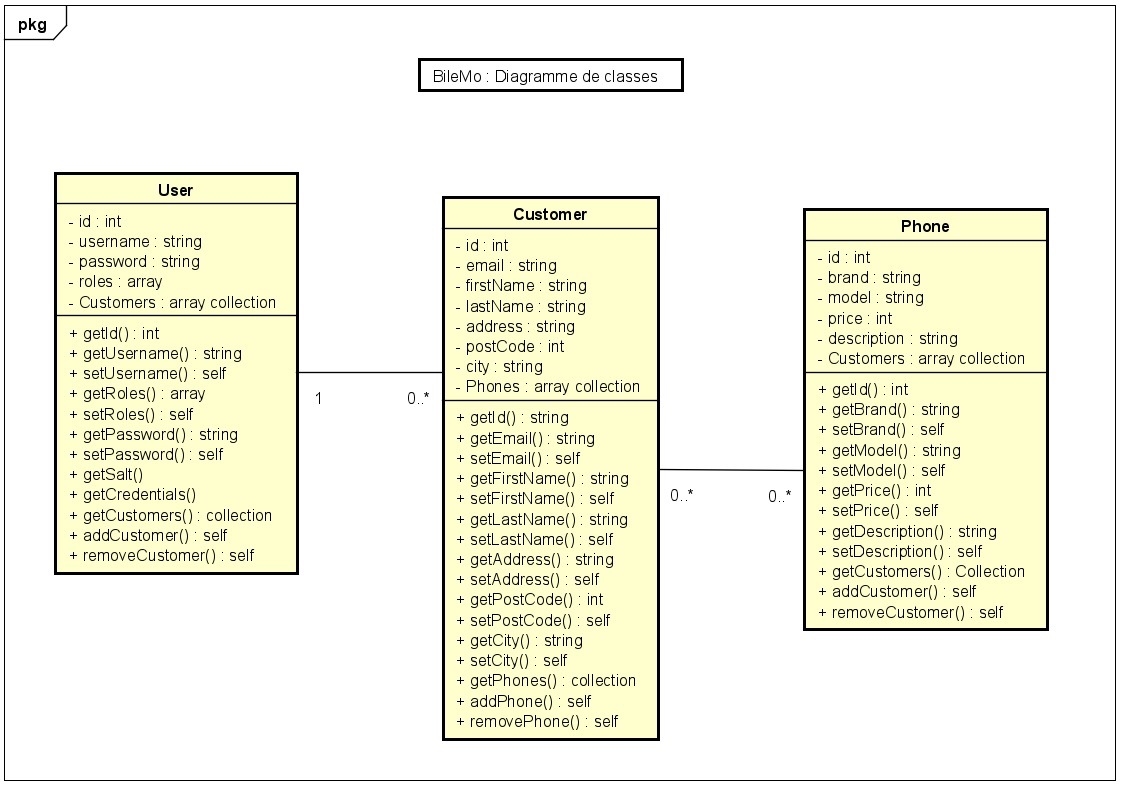 pkg
BileMo : Diagramme de classes
User
- id : int
- username : string
- password : string
- roles : array
- Customers : array collection
+ getId() : int
+ getUsername() : string
+ setUsername() : self
+ getRoles() : array
+ setRoles() : self
+ getPassword() : string
+ setPassword() : self
+ getSalt()
+ getCredentials()
+ getCustomers() : collection
+ addCustomer() : self
+ removeCustomer() : self
1
0..*
Customer
- id : int
- email : string
- firstName : string
- lastName : string
- address : string
- postCode : int
- city : string
- Phones : array collection
+ getId() : string
+ getEmail() : string
+ setEmail() : self
+ getFirstName() : string
+ setFirstName() : self
+ getLastName() : string
+ setLastName() : self
+ getAddress() : string
+ setAddress() : self
+ getPostCode() : int
+ setPostCode() : self
+ getCity() : string
+ setCity() : self
+ getPhones() : collection
+ addPhone() : self
+ removePhone() : self
0..*
0..*
Phone
- id : int
- brand : string
- model : string
- price : int
- description : string
- Customers : array collection
+ getId() : int
+ getBrand() : string
+ setBrand() : self
+ getModel() : string
+ setModel() : self
+ getPrice() : int
+ setPrice() : self
+ getDescription() : string
+ setDescription() : self
+ getCustomers() : Collection
+ addCustomer() : self
+ removeCustomer() : self